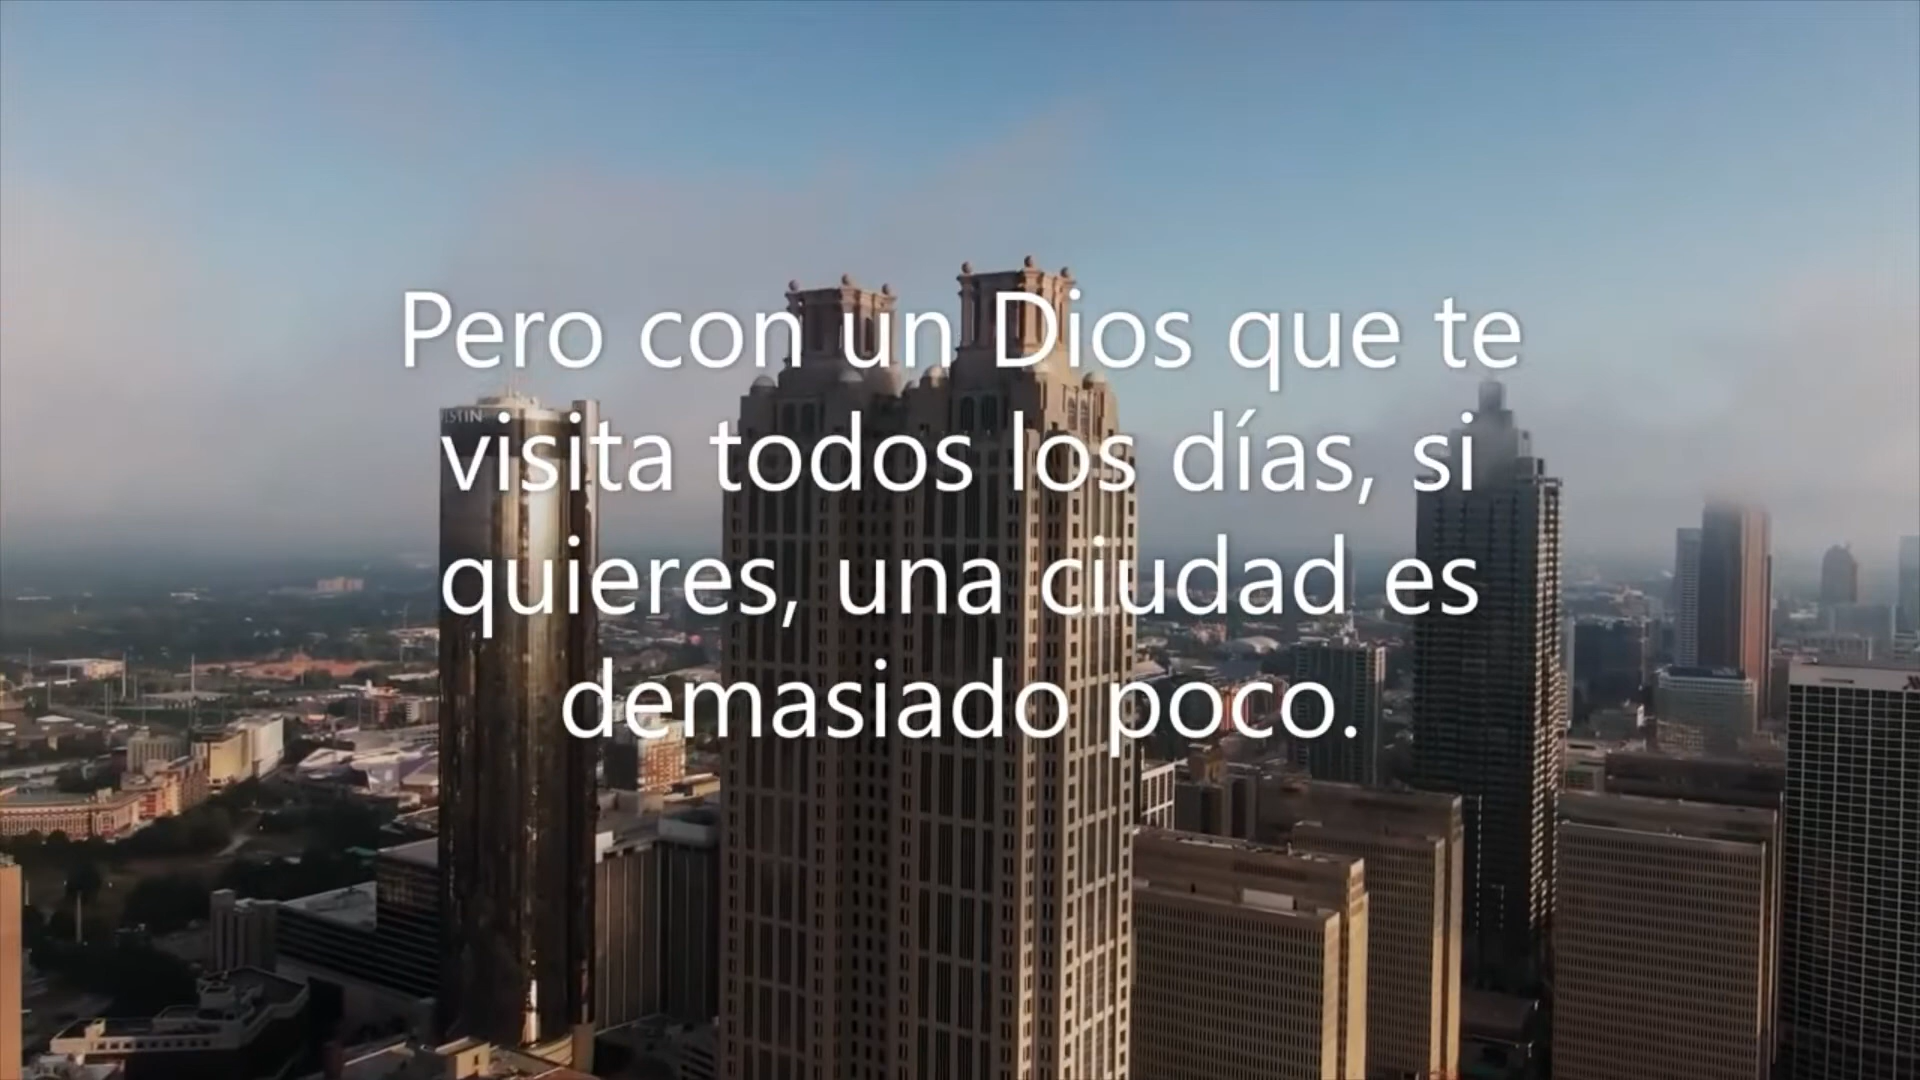 Pero con un Dios que te
visita todos los días, si
quieres, una ciudad es
demasiado poco.